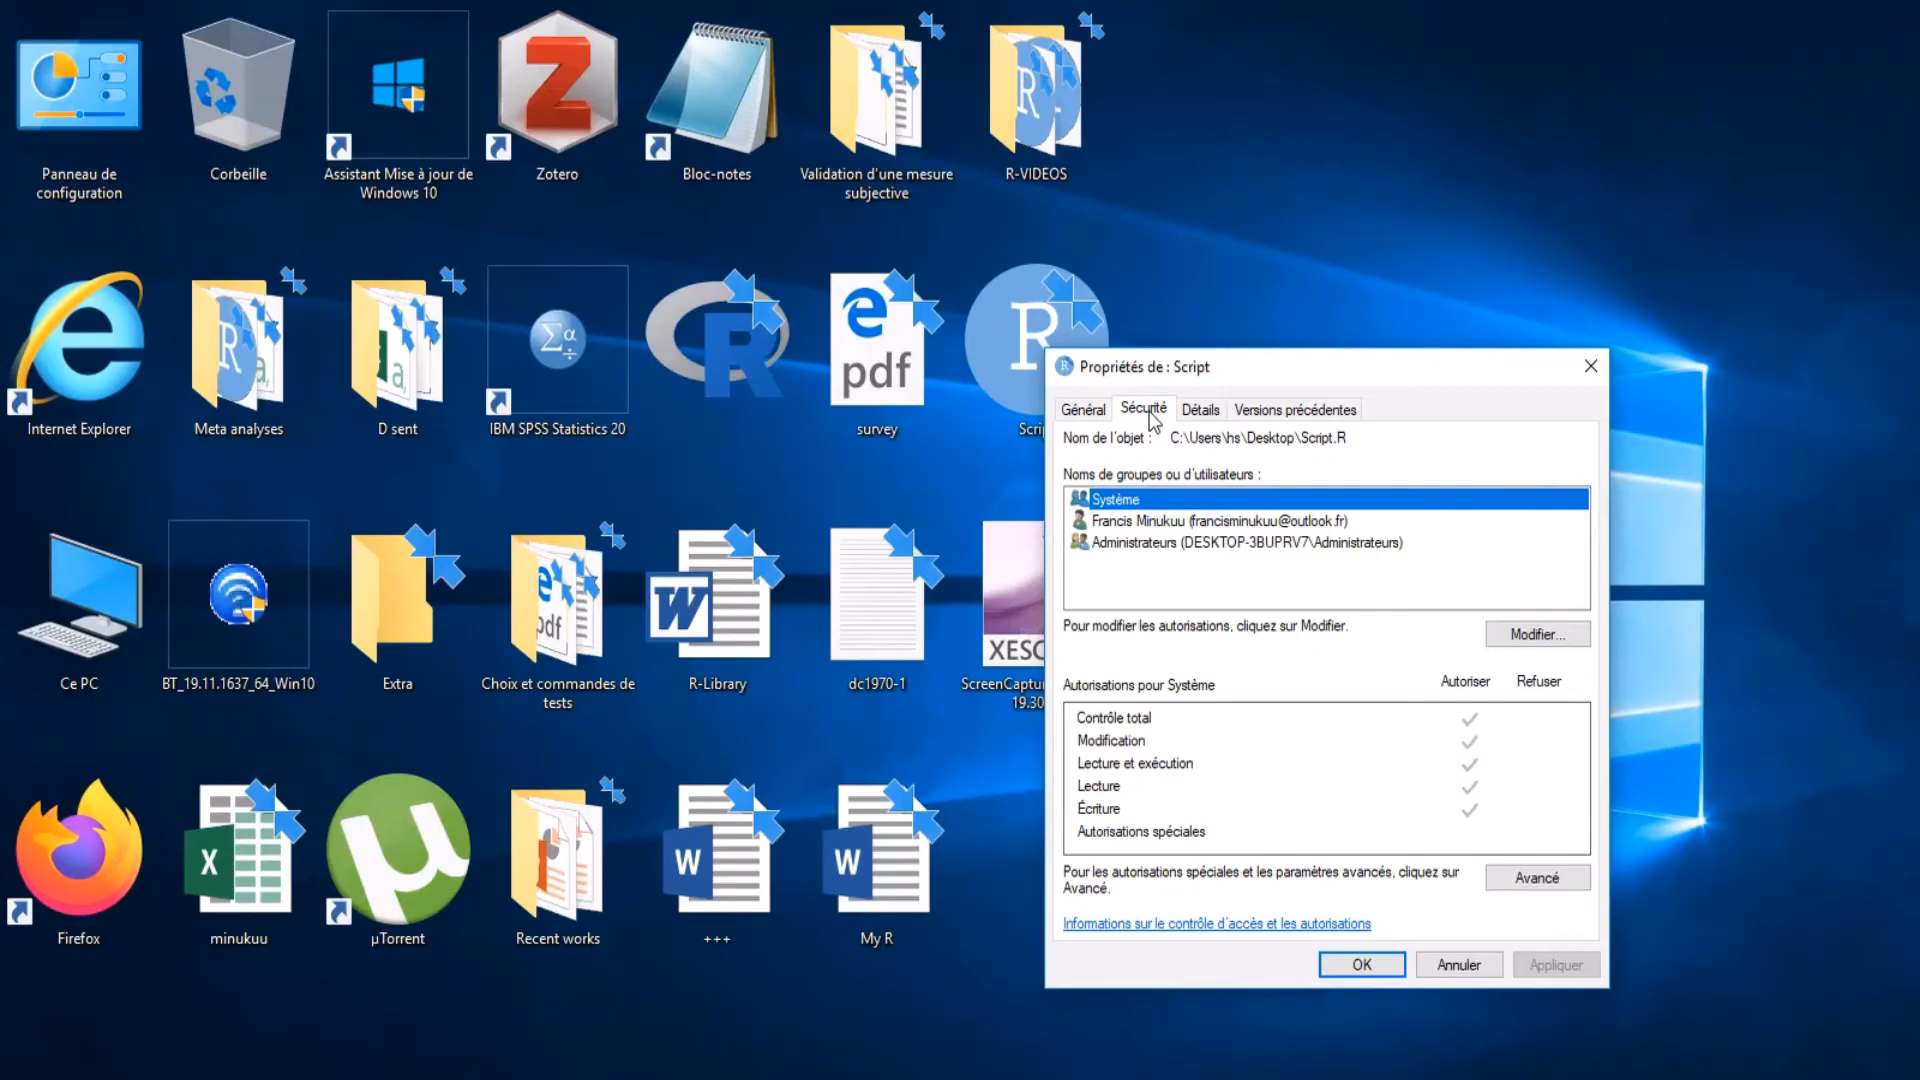 Panneau de
configuration
Corbeille
Assistant Mise à jour de
Windows 10
Zotero
Bloc-notes
Validation d'une mesure
subjective
R-VIDEOS
Internet Explorer
Meta analyses
D sent
IBM SPSS Statistics 20
survey
Ce PC
BT_19.11.1637_64_Win10
Extra
Choix et commandes de
tests
R-Library
dc1970-1
19.30
Firefox
minukuu
µTorrent
Recent works
+++
My R
Propriétés de : Script
Général
Sécurité
Détails
Versions précédentes
Nom de l'objet : C:\Users\hs\Desktop\Script.R
Noms de groupes ou d'utilisateurs :
Système
Francis Minukuu (francisminukuu@outlook.fr)
Administrateurs (DESKTOP-3BUPRV7\Administrateurs)
Pour modifier les autorisations, cliquez sur Modifier.
Modifier...
Autorisations pour Système
Autoriser
Refuser
Contrôle total
Modification
Lecture et exécution
Lecture
Écriture
Autorisations spéciales
Pour les autorisations spéciales et les paramètres avancés, cliquez sur
Avancé.
Avancé
Informations sur le contrôle d'accès et les autorisations
OK
Annuler
Appliquer
pdf
pdf